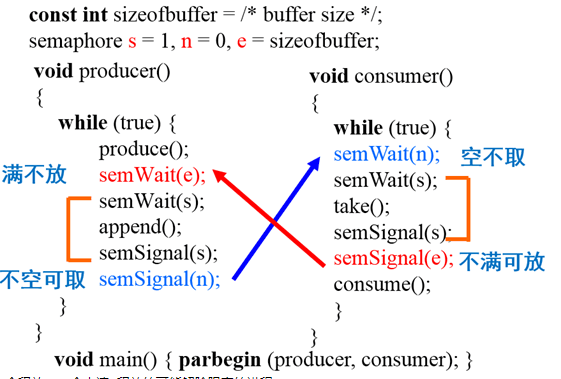 const int sizeofbuffer = /* buffer size */;
semaphore s = 1, n = 0, e = sizeofbuffer;
void producer()
{
while (true) {
produce();
满不放
semWait(e);
semWait(s);
append();
semSignal(s);
不空可取
semSignal(n);
}
}
void consumer()
{
while (true) {
semWait(n);
空不取
semWait(s);
take();
semSignal(s);
semSignal(e);
不满可放
consume();
}
}
void main() { parbegin (producer, consumer); }